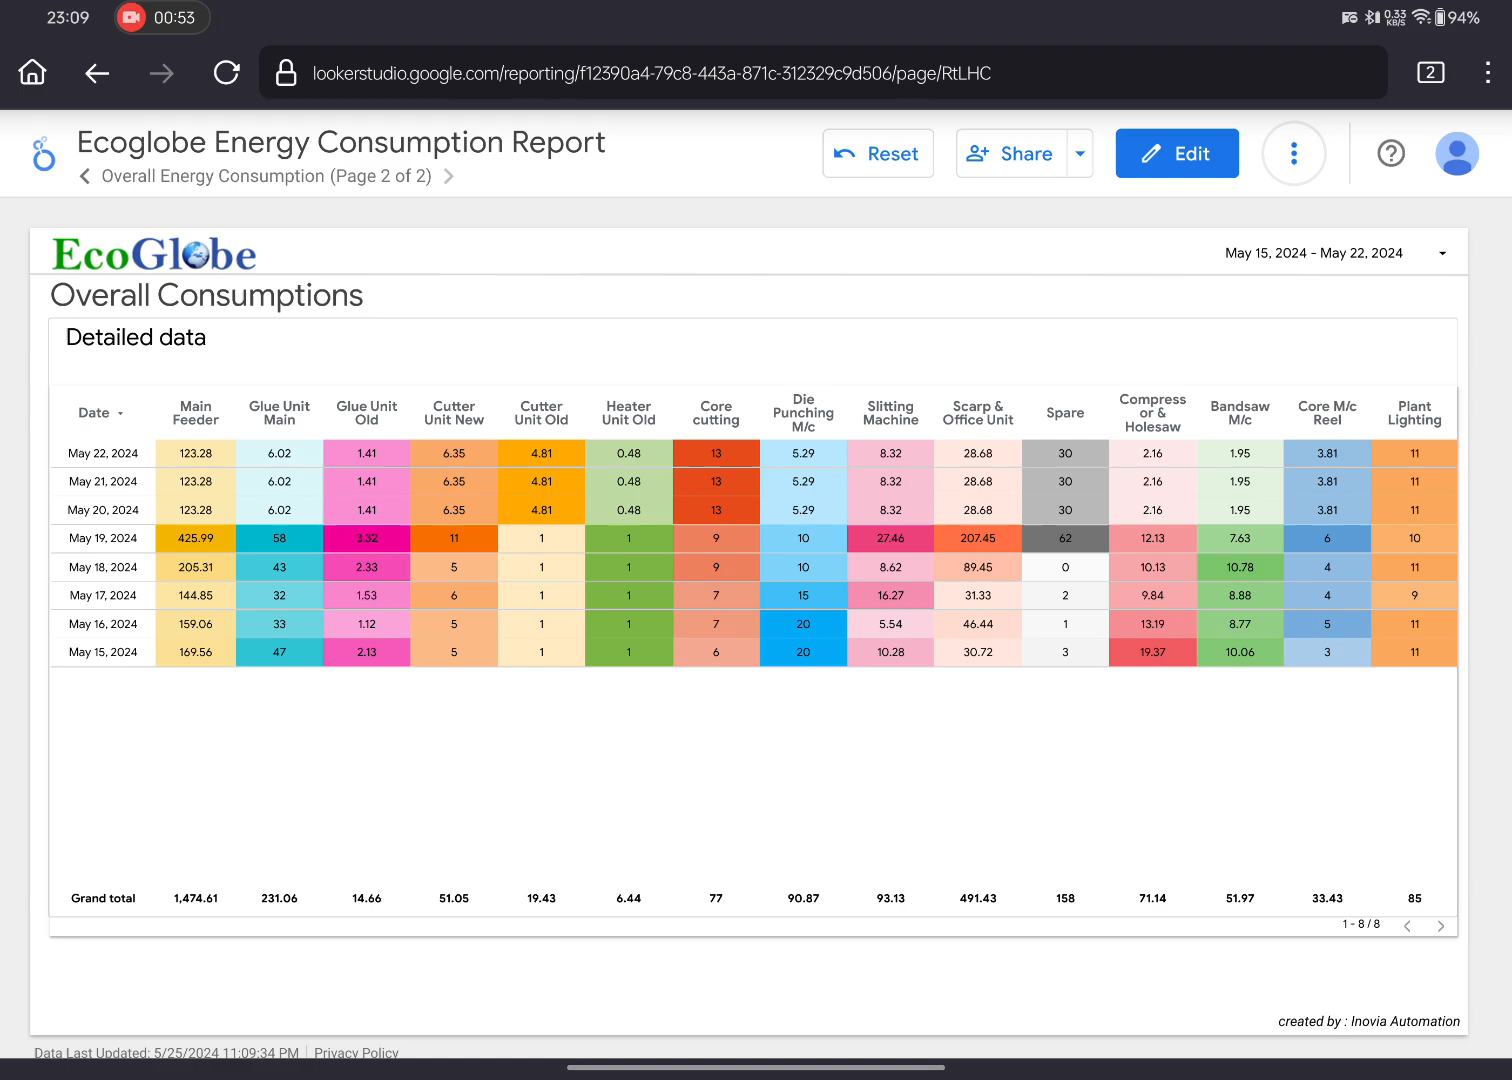 23:09 00:53 0.33 KB/S 94%
lookerstudio.google.com/reporting/f12390a4-79c8-443a-871c-312329c9d506/page/RtLHC 2
Ecoglobe Energy Consumption Report
Overall Energy Consumption (Page 2 of 2)
Reset Share Edit
EcoGlobe
May 15, 2024 - May 22, 2024
Overall Consumptions
Detailed data
Date Main Feeder Glue Unit Main Glue Unit Old Cutter Unit New Cutter Unit Old Heater Unit Old Core cutting Die Punching M/c Slitting Machine Scarp & Office Unit Spare Compress or & Holesaw Bandsaw M/c Core M/c Reel Plant Lighting
May 22, 2024 123.28 6.02 1.41 6.35 4.81 0.48 13 5.29 8.32 28.68 30 2.16 1.95 3.81 11
May 21, 2024 123.28 6.02 1.41 6.35 4.81 0.48 13 5.29 8.32 28.68 30 2.16 1.95 3.81 11
May 20, 2024 123.28 6.02 1.41 6.35 4.81 0.48 13 5.29 8.32 28.68 30 2.16 1.95 3.81 11
May 19, 2024 425.99 58 3.32 11 1 1 9 10 27.46 207.45 62 12.13 7.63 6 10
May 18, 2024 205.31 43 2.33 5 1 1 9 10 8.62 89.45 0 10.13 10.78 4 11
May 17, 2024 144.85 32 1.53 6 1 1 7 15 16.27 31.33 2 9.84 8.88 4 9
May 16, 2024 159.06 33 1.12 5 1 1 7 20 5.54 46.44 1 13.19 8.77 5 11
May 15, 2024 169.56 47 2.13 5 1 1 6 20 10.28 30.72 3 19.37 10.06 3 11
Grand total 1,474.61 231.06 14.66 51.05 19.43 6.44 77 90.87 93.13 491.43 158 71.14 51.97 33.43 85
1 - 8 / 8
created by : Inovia Automation
Data Last Updated: 5/25/2024 11:09:34 PM Privacy Policy